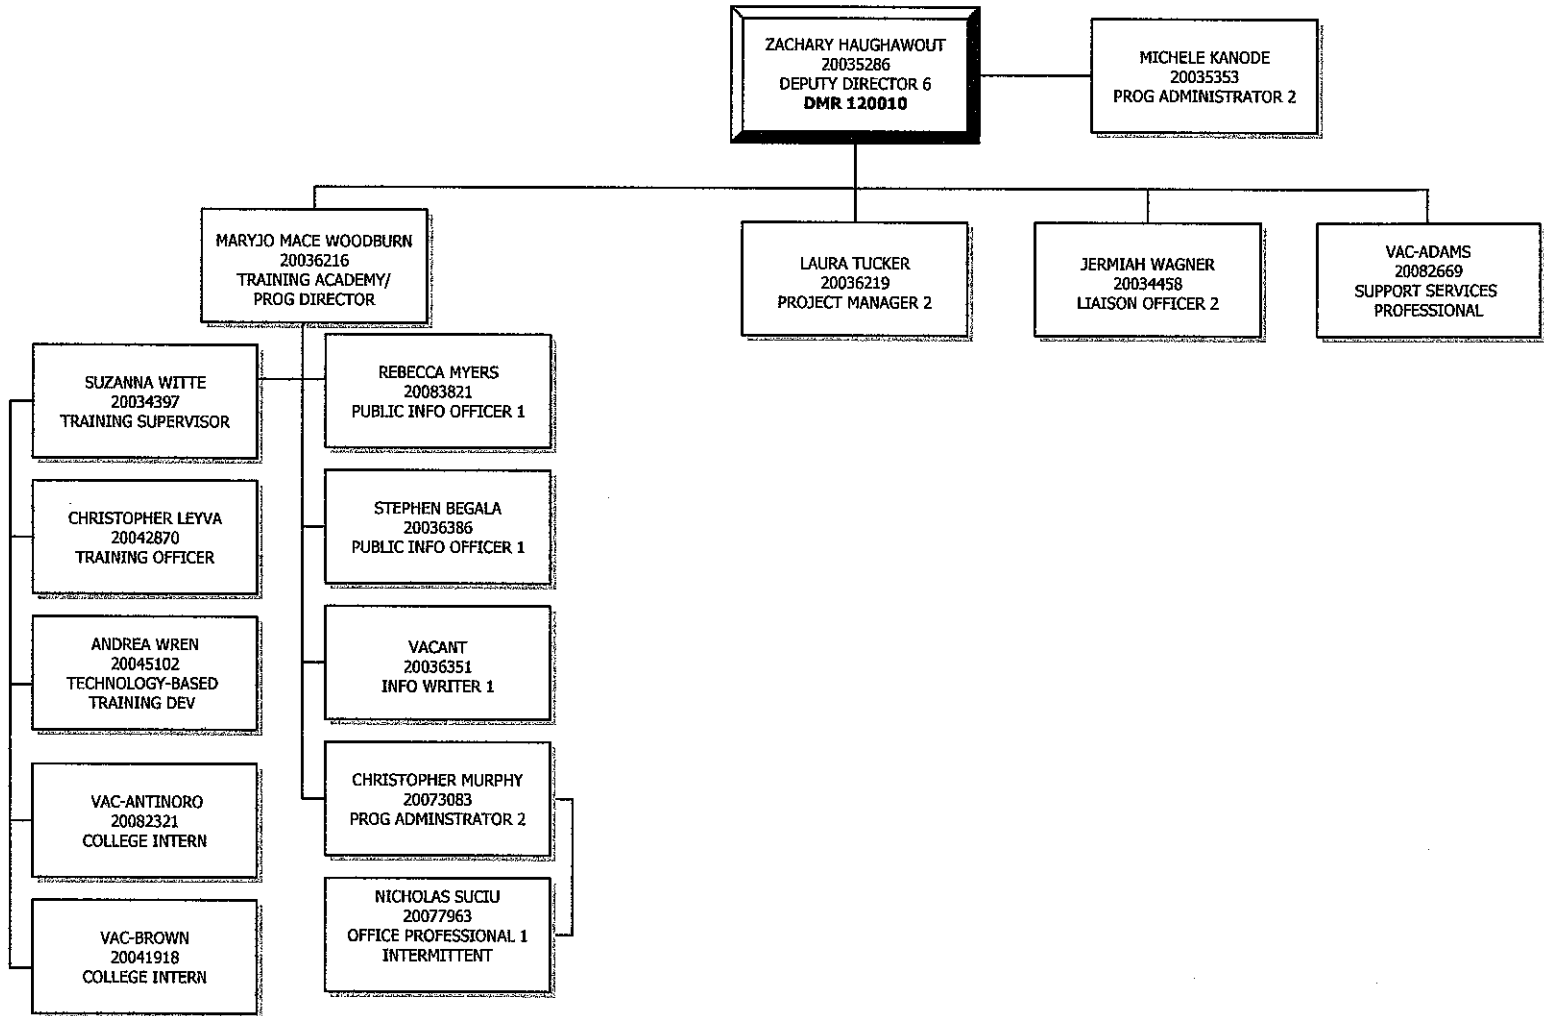 ZACHARY HAUGHAWOUT
20035286
DEPUTY DIRECTOR 6
DMR 120010
MICHELE KANODE
20035353
PROG ADMINISTRATOR 2
MARYJO MACE WOODBURN
20036216
TRAINING ACADEMY/
PROG DIRECTOR
LAURA TUCKER
20036219
PROJECT MANAGER 2
JERMIAH WAGNER
20034458
LIAISON OFFICER 2
VAC-ADAMS
20082669
SUPPORT SERVICES
PROFESSIONAL
SUZANNA WITTE
20034397
TRAINING SUPERVISOR
REBECCA MYERS
20083821
PUBLIC INFO OFFICER 1
CHRISTOPHER LEYVA
20042870
TRAINING OFFICER
STEPHEN BEGALA
20036386
PUBLIC INFO OFFICER 1
ANDREA WREN
20045102
TECHNOLOGY-BASED
TRAINING DEV
VACANT
20036351
INFO WRITER 1
VAC-ANTINORO
20082321
COLLEGE INTERN
CHRISTOPHER MURPHY
20073083
PROG ADMINSTRATOR 2
VAC-BROWN
20041918
COLLEGE INTERN
NICHOLAS SUCIU
20077963
OFFICE PROFESSIONAL 1
INTERMITTENT